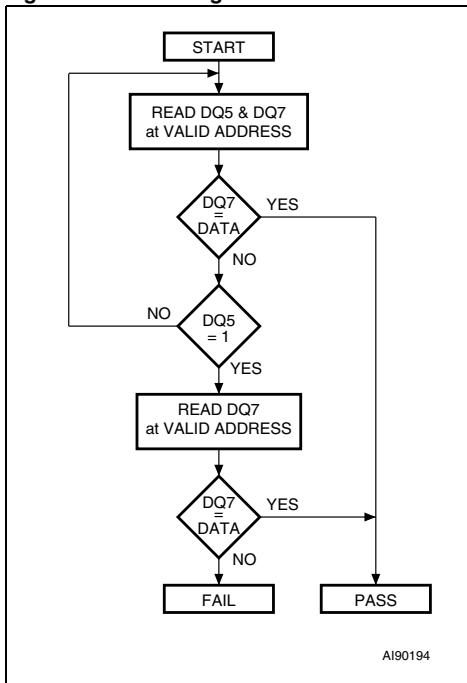 START
READ DQ5 & DQ7
at VALID ADDRESS
DQ7
=
DATA
YES
NO
NO
DQ5
= 1
YES
READ DQ7
at VALID ADDRESS
DQ7
=
DATA
YES
NO
FAIL
PASS
AI90194